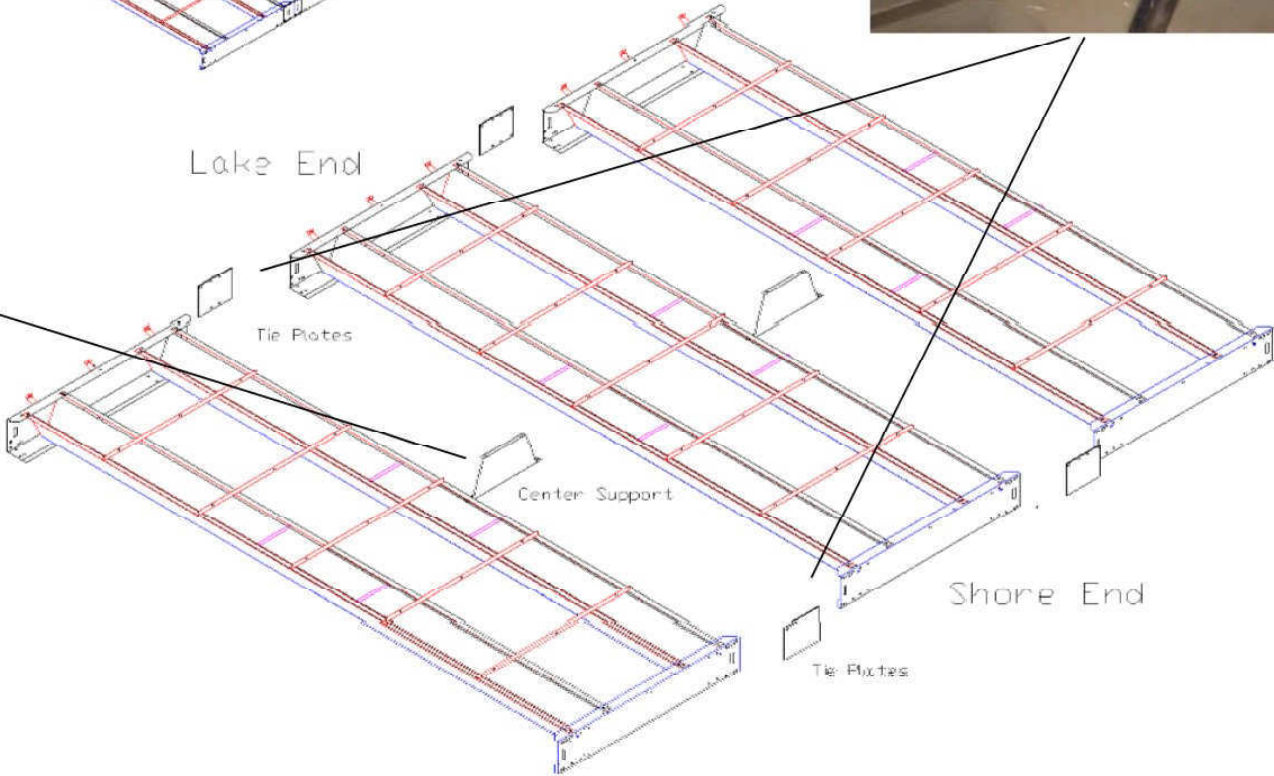 Lake End
Tie Plates
Center Support
Shore End
Tie Plates